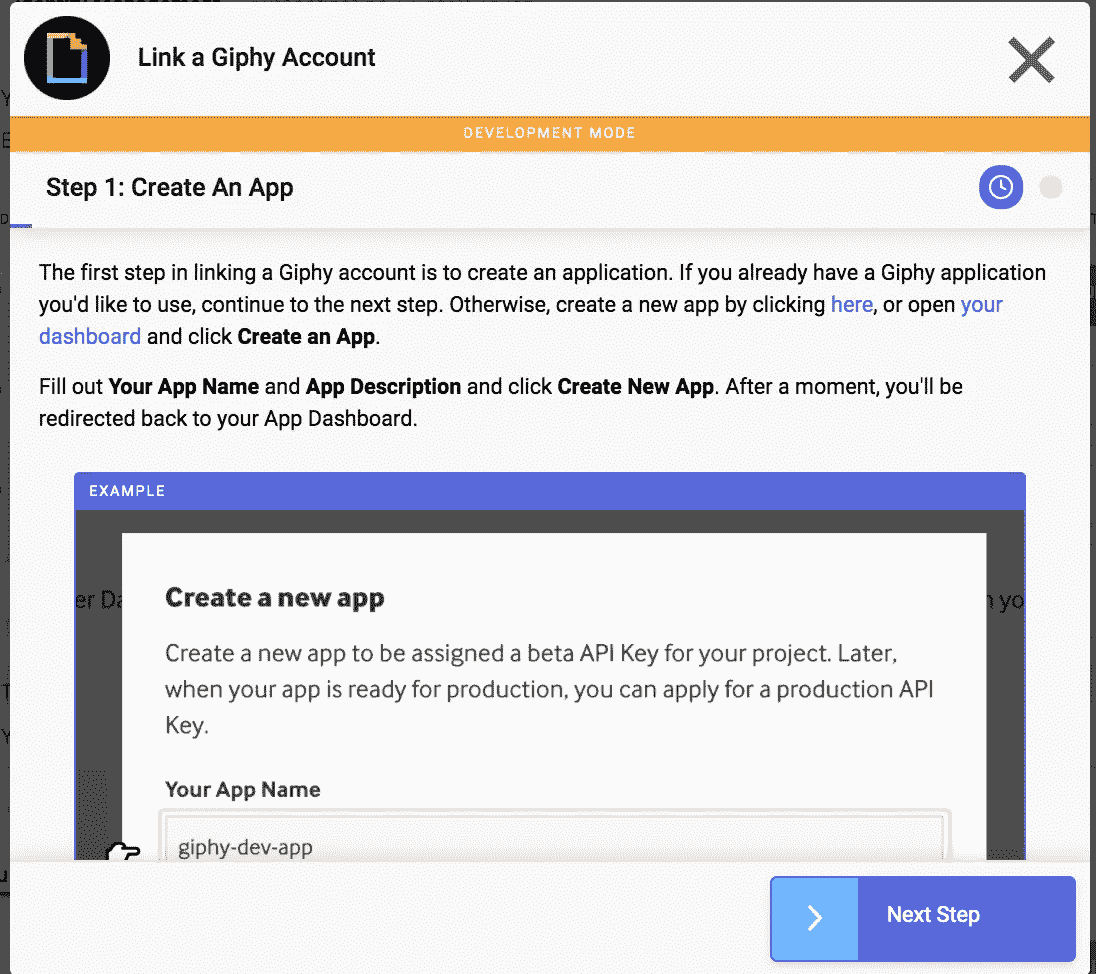 Link a Giphy Account
DEVELOPMENT MODE
Step 1: Create An App
The first step in linking a Giphy account is to create an application. If you already have a Giphy application
you'd like to use, continue to the next step. Otherwise, create a new app by clicking here, or open your
dashboard and click Create an App.
Fill out Your App Name and App Description and click Create New App. After a moment, you'll be
redirected back to your App Dashboard.
EXAMPLE
Create a new app
Create a new app to be assigned a beta API Key for your project. Later,
when your app is ready for production, you can apply for a production API
Key.
Your App Name
giphy-dev-app
Next Step